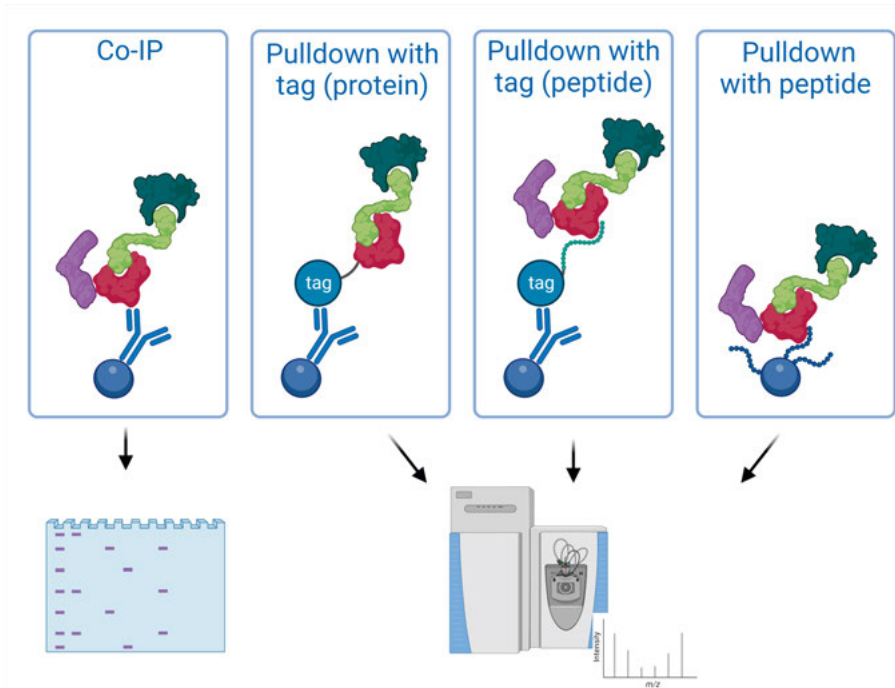 Co-IP
Pulldown with
tag (protein)
Pulldown with
tag (peptide)
Pulldown
with peptide
tag
tag
Intensity
m/z